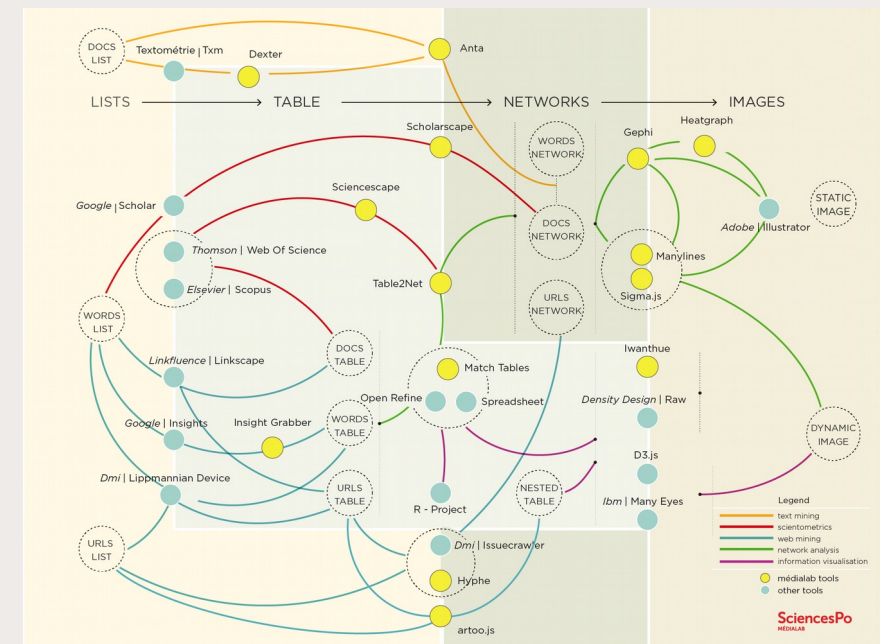 DOCS
LIST
Textométrie | Txm
Dexter
Anta
LISTS
TABLE
NETWORKS
IMAGES
Scholarscape
WORDS
NETWORK
Gephi
Heatgraph
Sciencescape
Google | Scholar
DOCS
NETWORK
STATIC
IMAGE
Adobe | Illustrator
Thomson | Web Of Science
Manylines
Elsevier | Scopus
Table2Net
Sigma.js
WORDS
LIST
URLS
NETWORK
DOCS
TABLE
Iwanthue
Linkfluence | Linkscape
Match Tables
Open Refine
Spreadsheet
Density Design | Raw
Google | Insights
Insight Grabber
WORDS
TABLE
DYNAMIC
IMAGE
D3.js
Dmi | Lippmannian Device
URLS
TABLE
NESTED
TABLE
R - Project
Ibm | Many Eyes
Legend
text mining
scientometrics
web mining
network analysis
information visualisation
URLS
LIST
Dmi | Issuecrawler
Hyphe
médialab tools
other tools
artoo.js
SciencesPo
MÉDIALAB